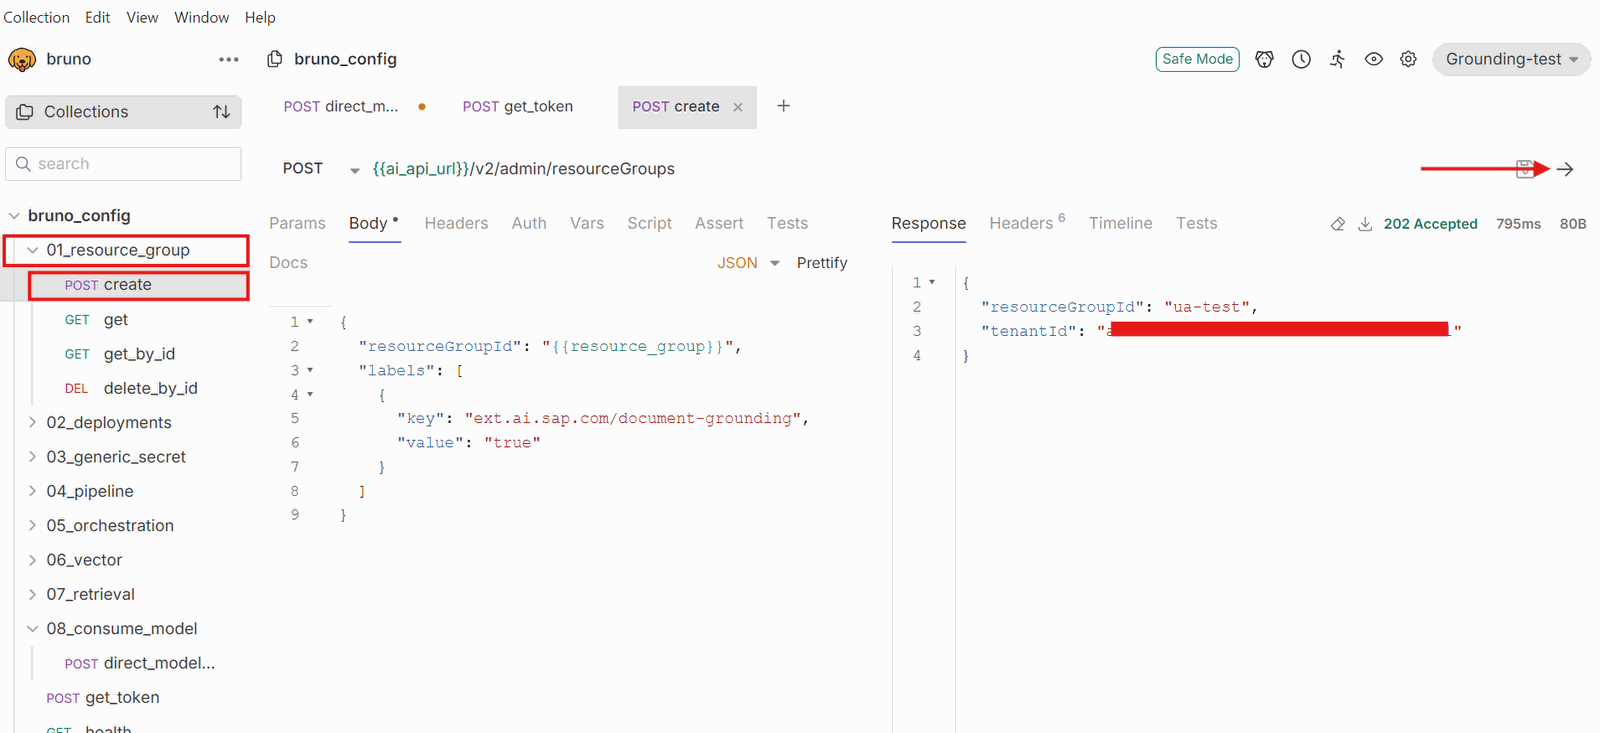 Collection Edit View Window Help
bruno
bruno_config
Safe Mode
Grounding-test
Collections
POST direct_m...
POST get_token
POST create
search
POST {{ai_api_url}}/v2/admin/resourceGroups
bruno_config
01_resource_group
POST create
GET get
GET get_by_id
DEL delete_by_id
02_deployments
03_generic_secret
04_pipeline
05_orchestration
06_vector
07_retrieval
08_consume_model
POST direct_model...
POST get_token
GET health
Params Body Headers Auth Vars Script Assert Tests
Docs
JSON Prettify
1 {
2 "resourceGroupId": "{{resource_group}}",
3 "labels": [
4 {
5 "key": "ext.ai.sap.com/document-grounding",
6 "value": "true"
7 }
8 ]
9 }
Response Headers 6 Timeline Tests
202 Accepted 795ms 80B
1 {
2 "resourceGroupId": "ua-test",
3 "tenantId": "
4 }